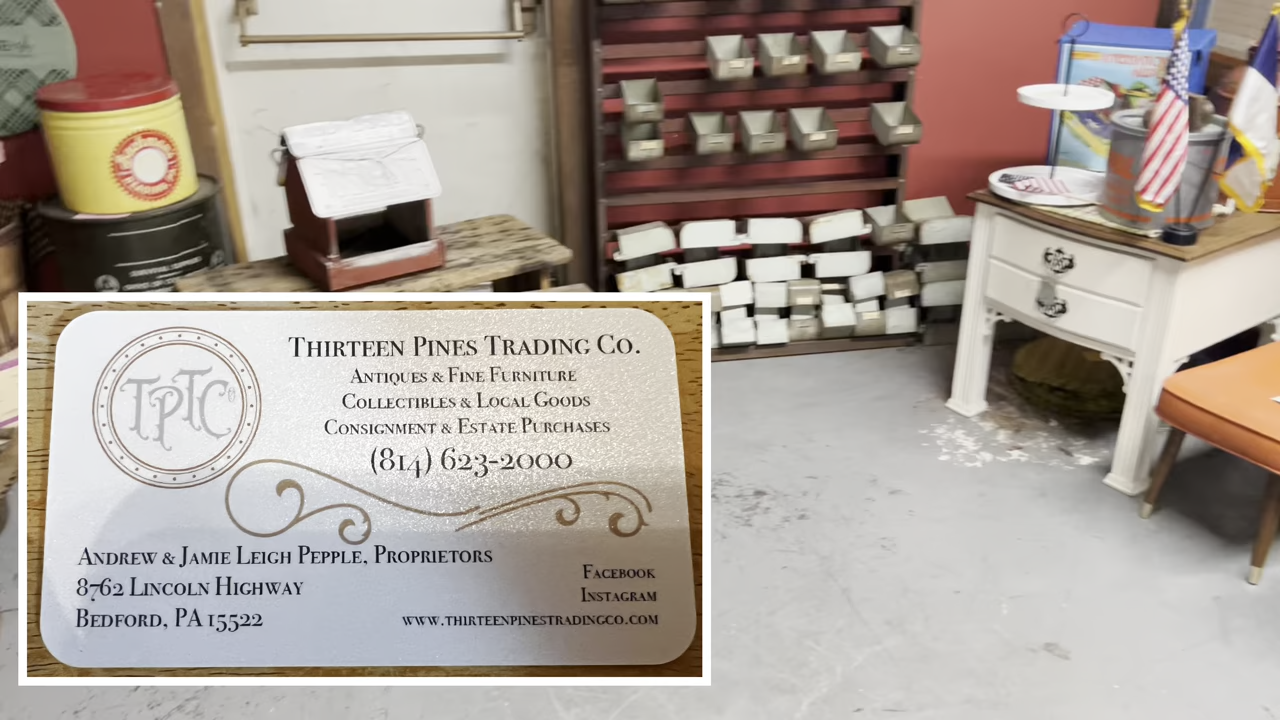 TPTC
THIRTEEN PINES TRADING CO.
ANTIQUES & FINE FURNITURE
COLLECTIBLES & LOCAL GOODS
CONSIGNMENT & ESTATE PURCHASES
(814) 623-2000
ANDREW & JAMIE LEIGH PEPPLE, PROPRIETORS
8762 LINCOLN HIGHWAY
BEDFORD, PA 15522
FACEBOOK
INSTAGRAM
WWW.THIRTEENPINESTRADINGCO.COM